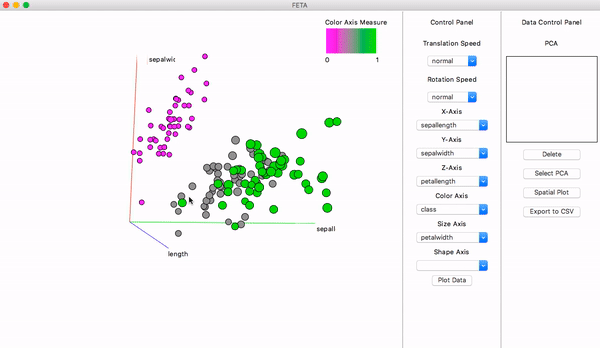 FETA
Color Axis Measure
0 1
sepalwic
sepall
length
Control Panel
Translation Speed
normal
Rotation Speed
normal
X-Axis
sepallength
Y-Axis
sepalwidth
Z-Axis
petallength
Color Axis
class
Size Axis
petalwidth
Shape Axis
Plot Data
Data Control Panel
PCA
Delete
Select PCA
Spatial Plot
Export to CSV